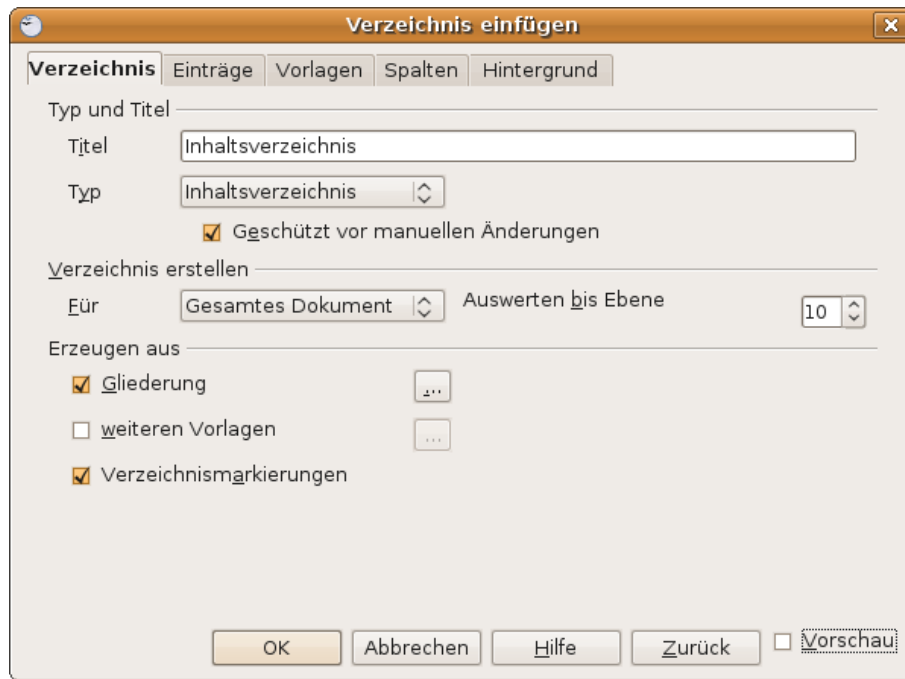 Verzeichnis einfügen
Verzeichnis Einträge Vorlagen Spalten Hintergrund
Typ und Titel
Titel Inhaltsverzeichnis
Typ Inhaltsverzeichnis
Geschützt vor manuellen Änderungen
Verzeichnis erstellen
Für Gesamtes Dokument Auswerten bis Ebene 10
Erzeugen aus
Gliederung ...
weiteren Vorlagen ...
Verzeichnismarkierungen
OK Abbrechen Hilfe Zurück Vorschau